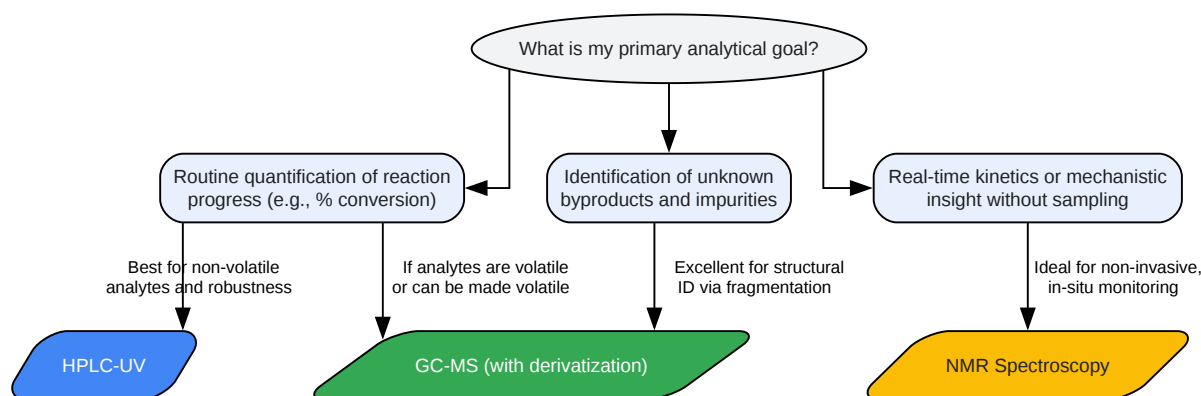 What is my primary analytical goal?
Routine quantification of reaction
progress (e.g., % conversion)
Identification of unknown
byproducts and impurities
Real-time kinetics or mechanistic
insight without sampling
Best for non-volatile
analytes and robustness
If analytes are volatile
or can be made volatile
Excellent for structural
ID via fragmentation
Ideal for non-invasive,
in-situ monitoring
HPLC-UV
GC-MS (with derivatization)
NMR Spectroscopy